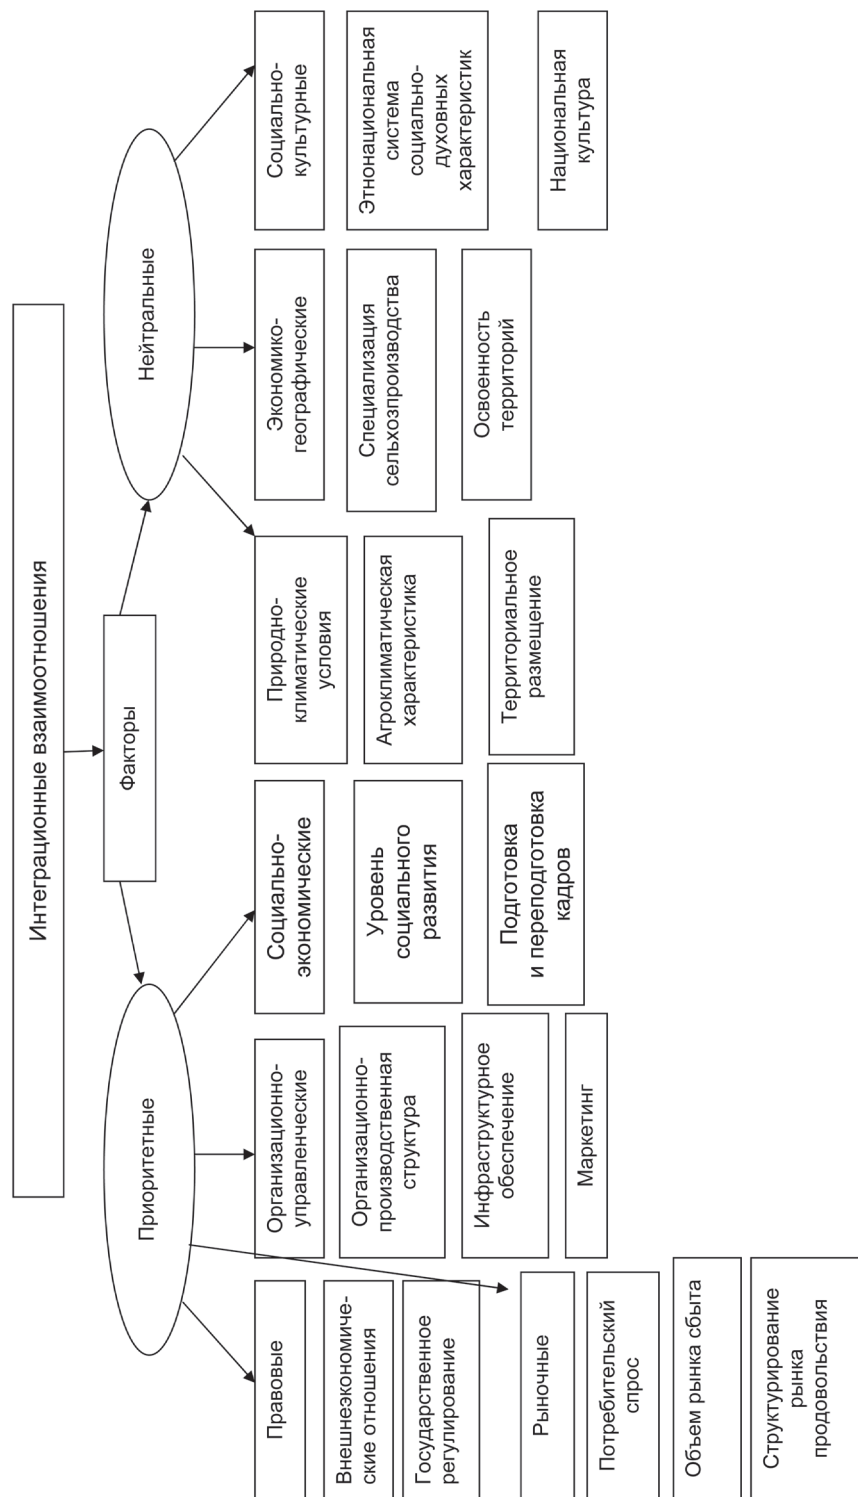 Интеграционные взаимоотношения
Факторы
Приоритетные
Нейтральные
Правовые
Внешнеэкономиче-
ские отношения
Государственное
регулирование
Рыночные
Потребительский
спрос
Объем рынка сбыта
Структурирование
рынка
продовольствия
Организационно-
управленческие
Организационно-
производственная
структура
Инфраструктурное
обеспечение
Маркетинг
Социально-
экономические
Уровень
социального
развития
Подготовка
и переподготовка
кадров
Природно-
климатические
условия
Агроклиматическая
характеристика
Территориальное
размещение
Экономико-
географические
Специализация
сельхозпроизводства
Освоенность
территорий
Социально-
культурные
Этнонациональная
система
социально-
духовных
характеристик
Национальная
культура